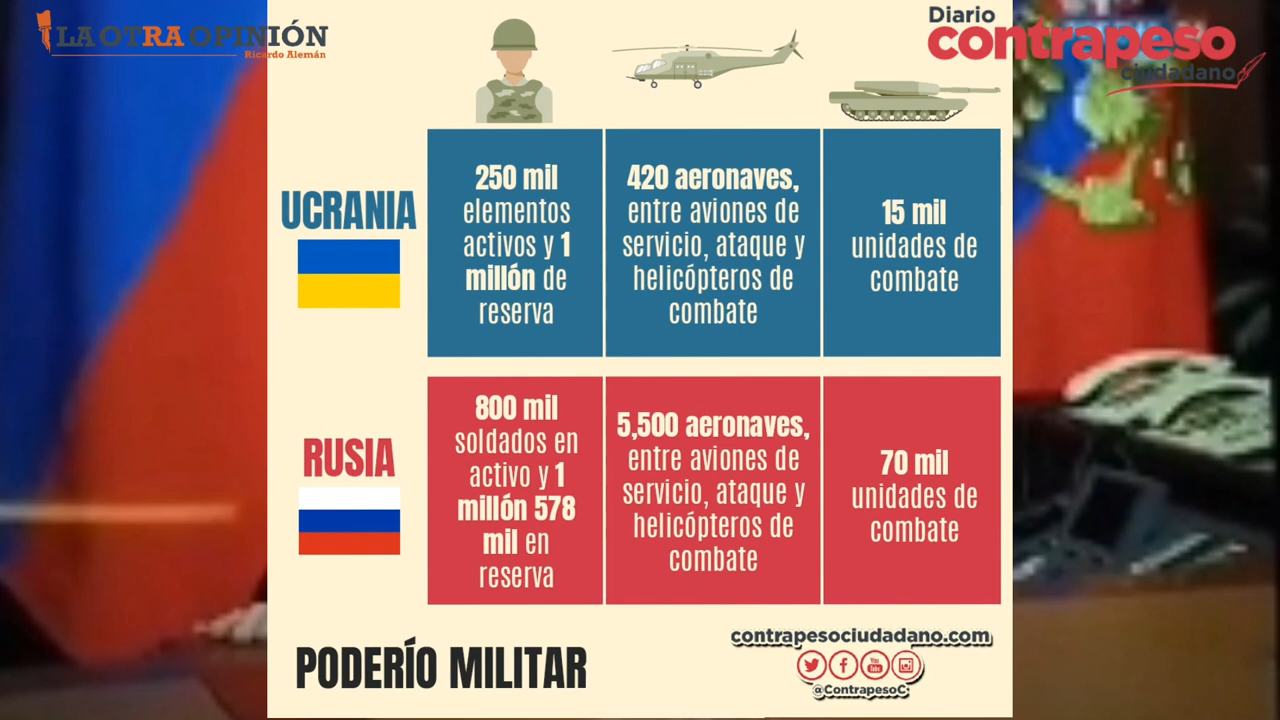 LA OTRA OPINIÓN
Ricardo Alemán
Diario
contrapeso
ciudadano
UCRANIA
250 mil
elementos
activos y 1
millón de
reserva
420 aeronaves,
entre aviones de
servicio, ataque y
helicópteros de
combate
15 mil
unidades de
combate
RUSIA
800 mil
soldados en
activo y 1
millón 578
mil en
reserva
5,500 aeronaves,
entre aviones de
servicio, ataque y
helicópteros de
combate
70 mil
unidades de
combate
PODERÍO MILITAR
contrapesociudadano.com
You
Tube
@ContrapesoC